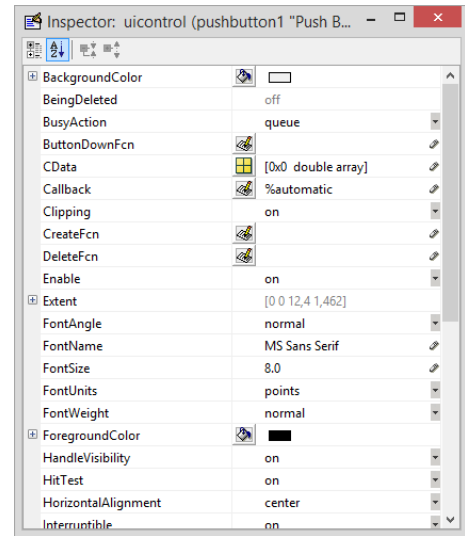 Inspector: uicontrol (pushbutton1 "Push B...
BackgroundColor
BeingDeleted off
BusyAction queue
ButtonDownFcn
CData [0x0 double array]
Callback %automatic
Clipping on
CreateFcn
DeleteFcn
Enable on
Extent [0 0 12,4 1,462]
FontAngle normal
FontName MS Sans Serif
FontSize 8.0
FontUnits points
FontWeight normal
ForegroundColor
HandleVisibility on
HitTest on
HorizontalAlignment center
Interruptible on